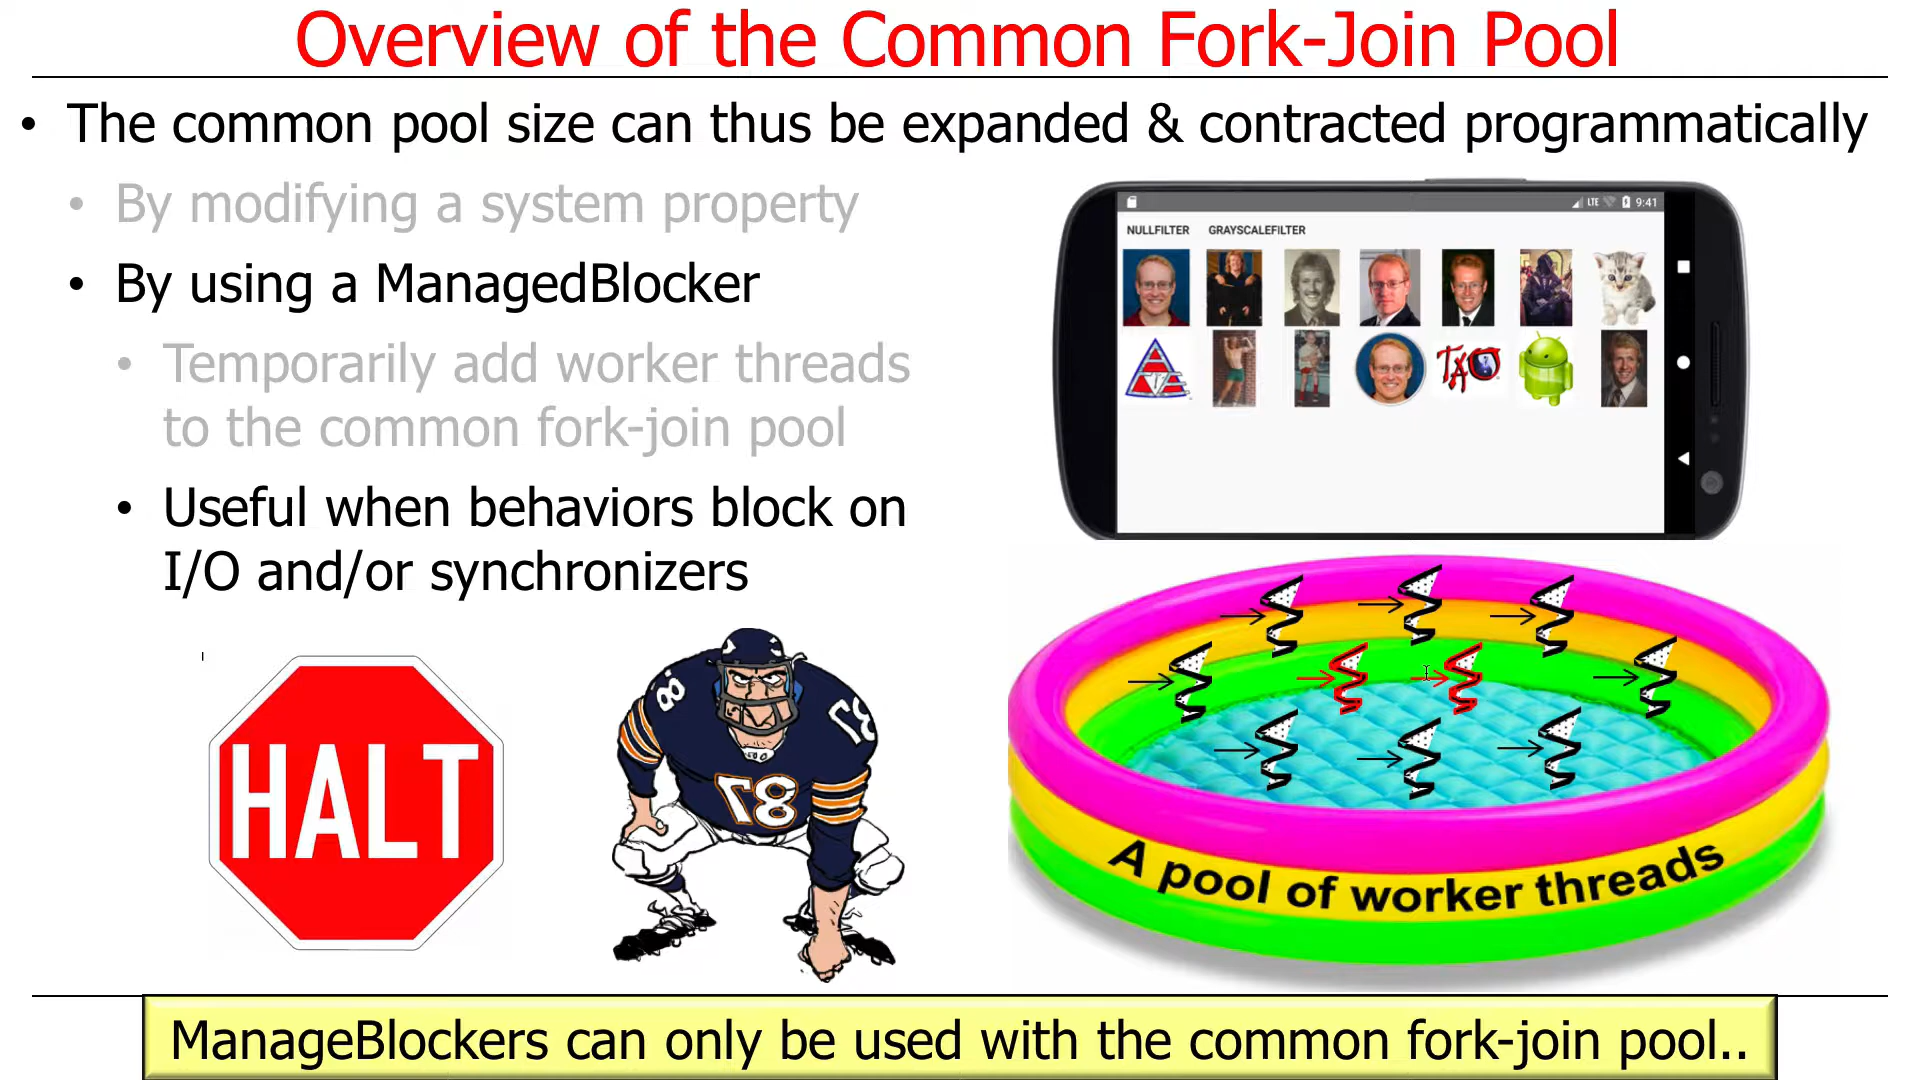 Overview of the Common Fork-Join Pool
• The common pool size can thus be expanded & contracted programmatically
• By modifying a system property
• By using a ManagedBlocker
• Temporarily add worker threads
to the common fork-join pool
• Useful when behaviors block on
I/O and/or synchronizers
LTE 9:41
NULLFILTER GRAYSCALEFILTER
TAO
HALT
78
A pool of worker threads
ManageBlockers can only be used with the common fork-join pool..